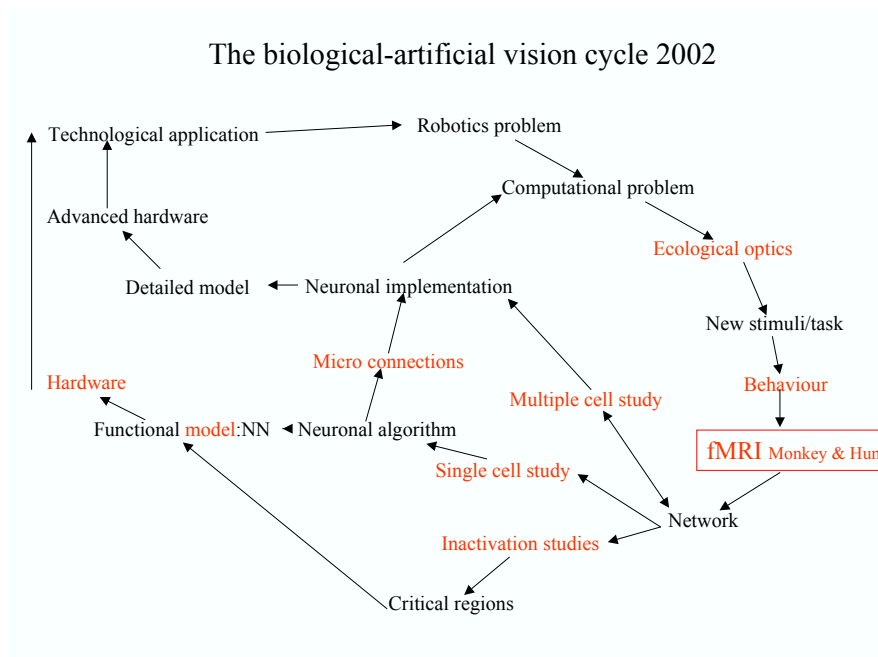 The biological-artificial vision cycle 2002
Technological application
Robotics problem
Computational problem
Advanced hardware
Ecological optics
Detailed model
Neuronal implementation
New stimuli/task
Micro connections
Hardware
Behaviour
Multiple cell study
Functional model:NN
Neuronal algorithm
fMRI Monkey &
Single cell study
Network
Inactivation studies
Critical regions